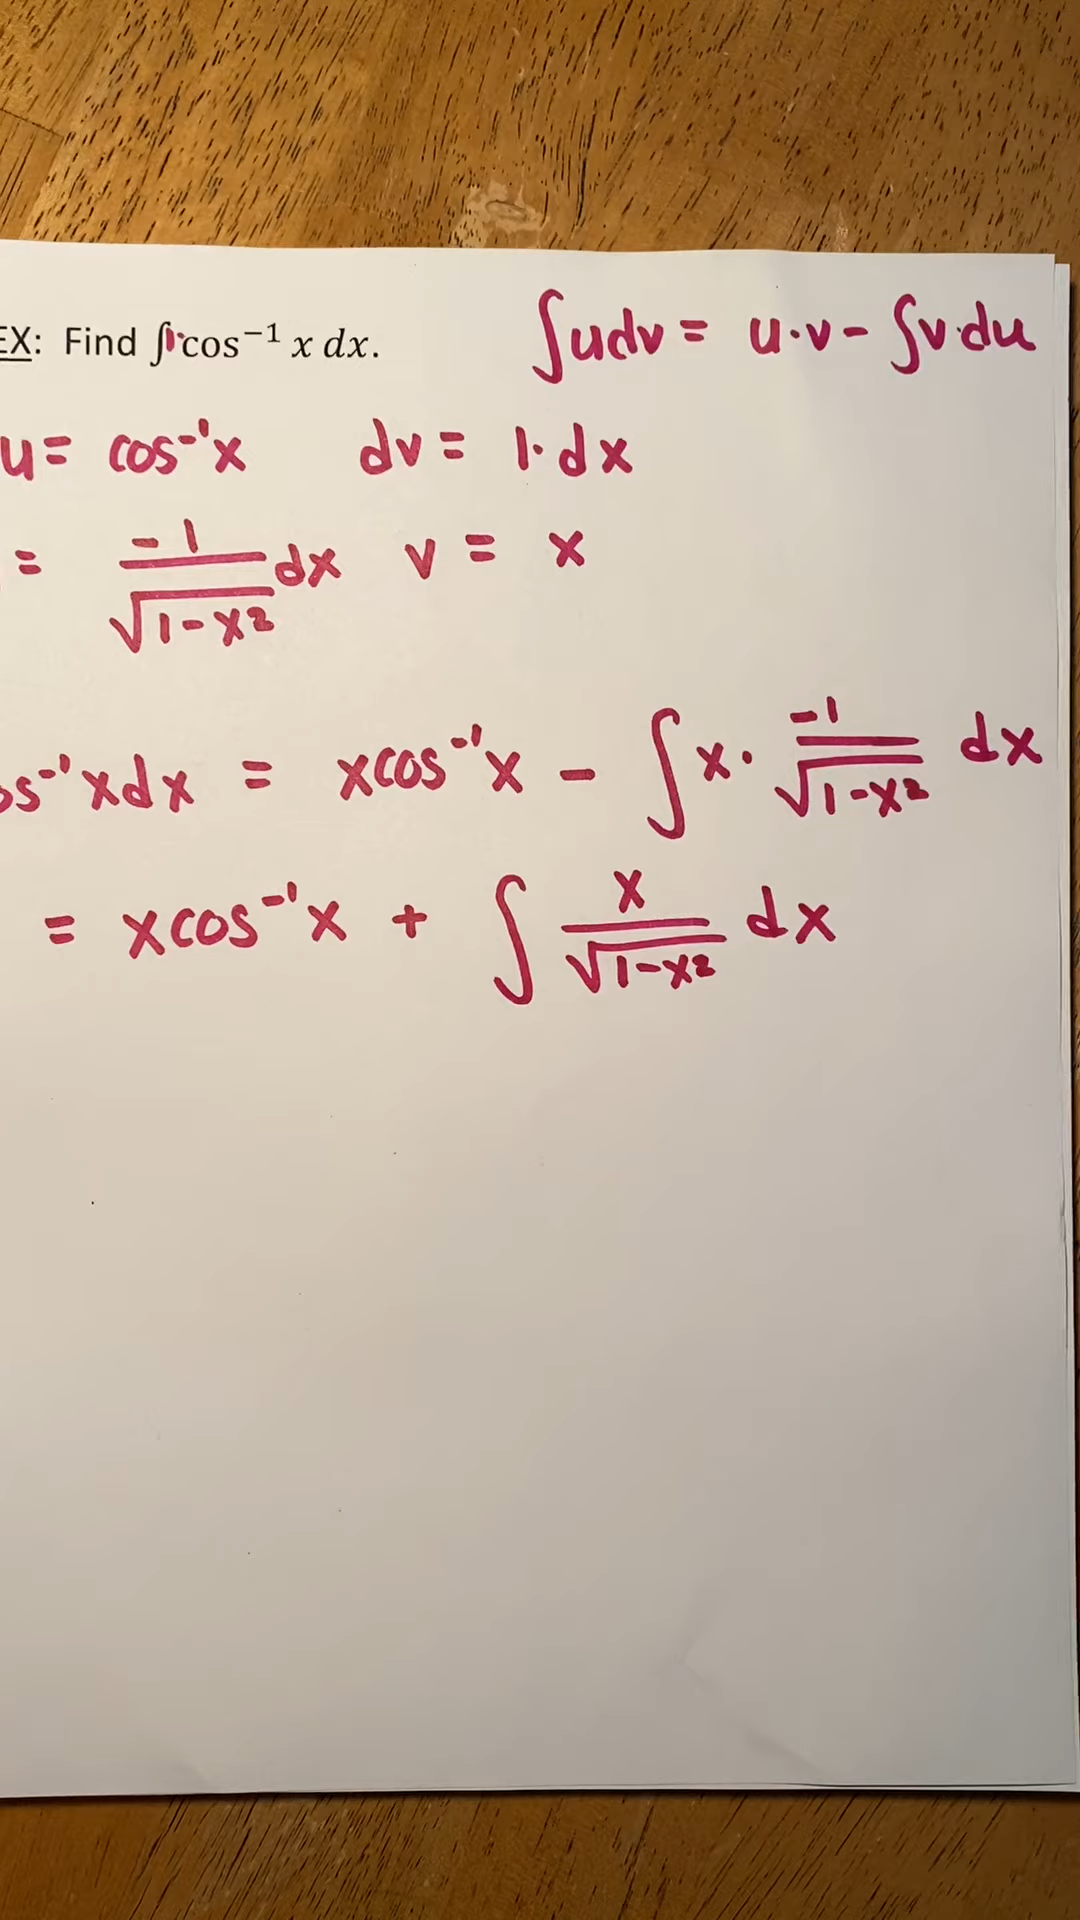 EX: Find ∫1·cos⁻¹ x dx.
∫udv = u·v - ∫v·du
u = cos⁻¹x dv = 1·dx
= -1/√(1-x²) dx v = x
os⁻¹xdx = xcos⁻¹x - ∫x· -1/√(1-x²) dx
= xcos⁻¹x + ∫ x/√(1-x²) dx